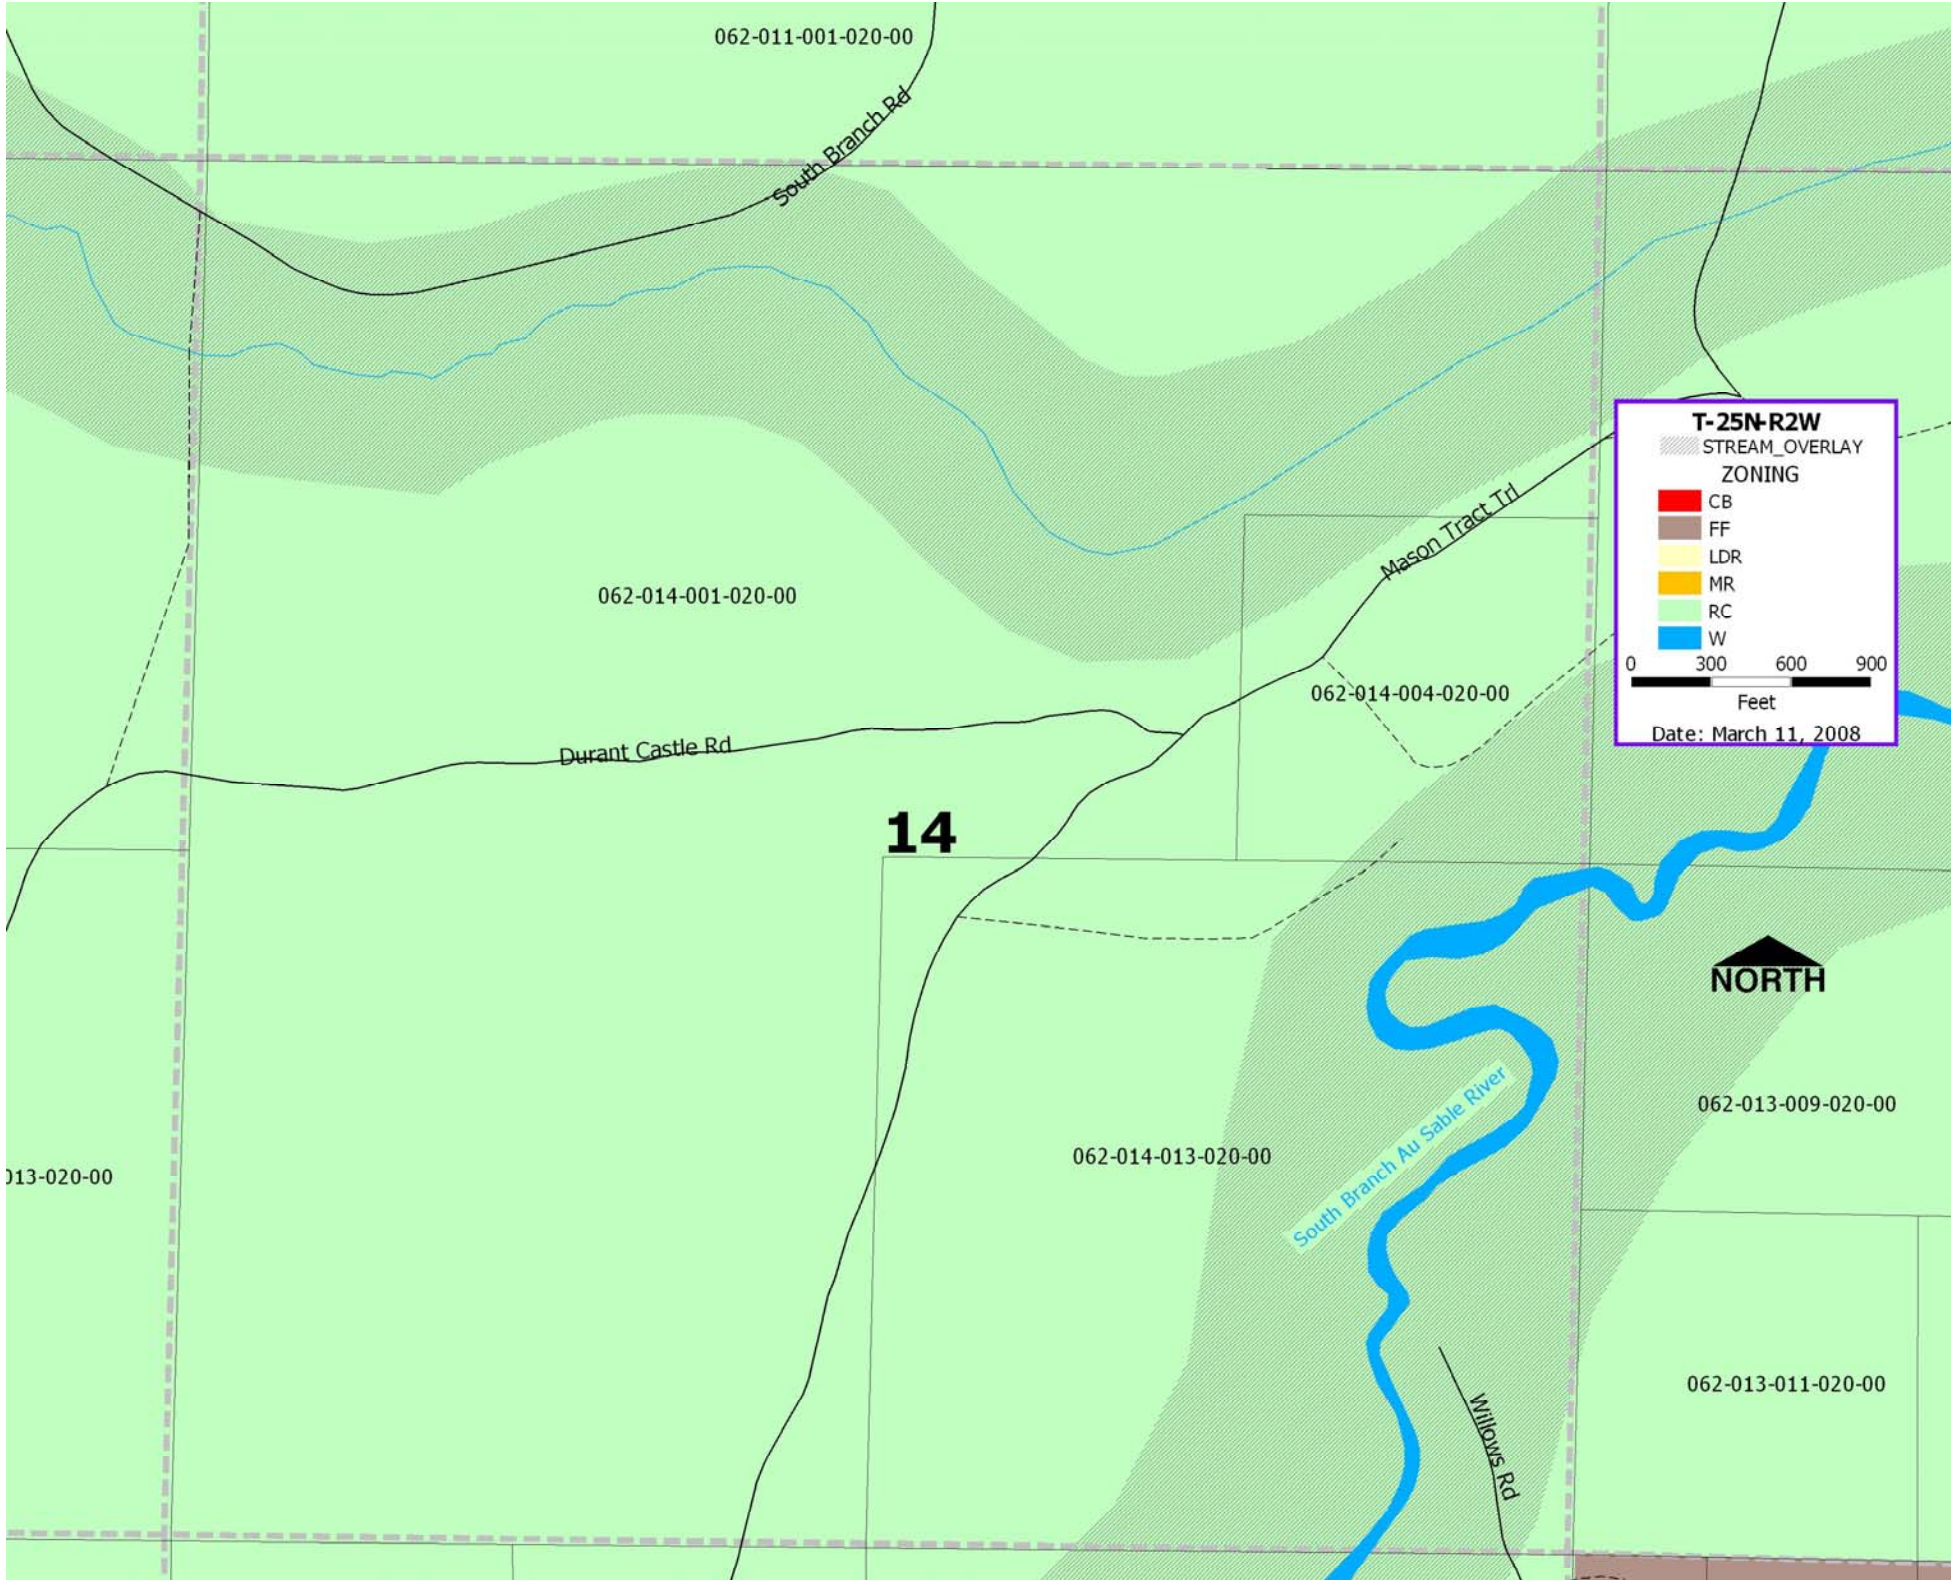 062-011-001-020-00
South Branch Rd
T-25N-R2W
STREAM_OVERLAY
ZONING
CB
FF
LDR
MR
RC
W
0 300 600 900
Feet
Date: March 11, 2008
Mason Tract Trl
062-014-001-020-00
062-014-004-020-00
Durant Castle Rd
14
NORTH
South Branch Au Sable River
062-013-009-020-00
062-014-013-020-00
013-020-00
062-013-011-020-00
Willows Rd